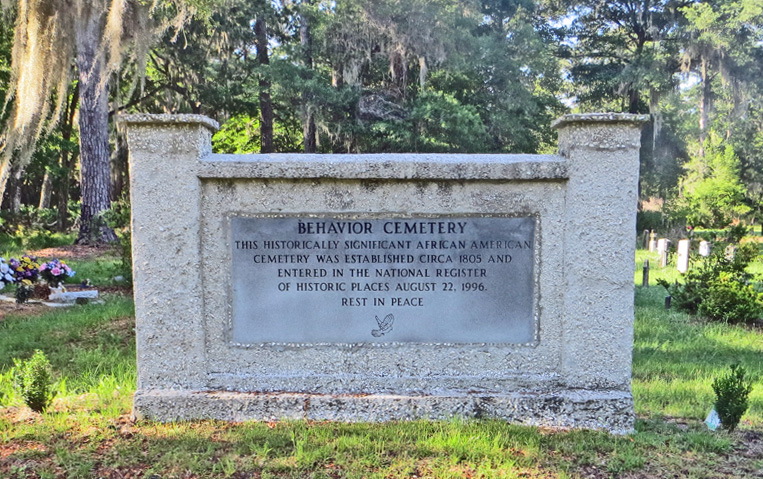 BEHAVIOR CEMETERY
THIS HISTORICALLY SIGNIFICANT AFRICAN AMERICAN
CEMETERY WAS ESTABLISHED CIRCA 1805 AND
ENTERED IN THE NATIONAL REGISTER
OF HISTORIC PLACES AUGUST 22, 1996.
REST IN PEACE